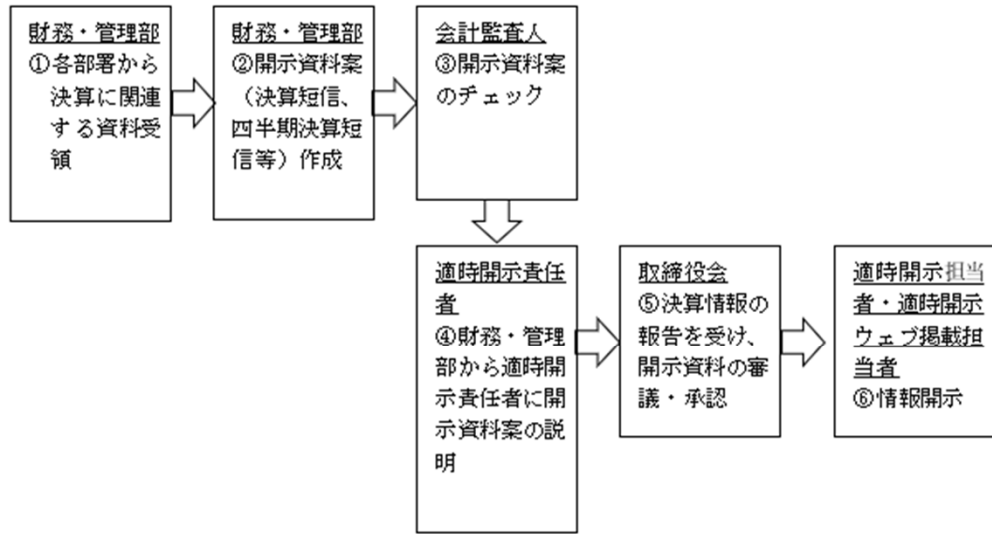 財務・管理部
①各部署から
決算に関連
する資料受
領
財務・管理部
②開示資料案
（決算短信、
四半期決算短
信等）作成
会計監査人
③開示資料案
のチェック
適時開示責任
者
④財務・管理
部から適時開
示責任者に開
示資料案の説
明
取締役会
⑤決算情報の
報告を受け、
開示資料の審
議・承認
適時開示担当
者・適時開示
ウェブ掲載担
当者
⑥情報開示